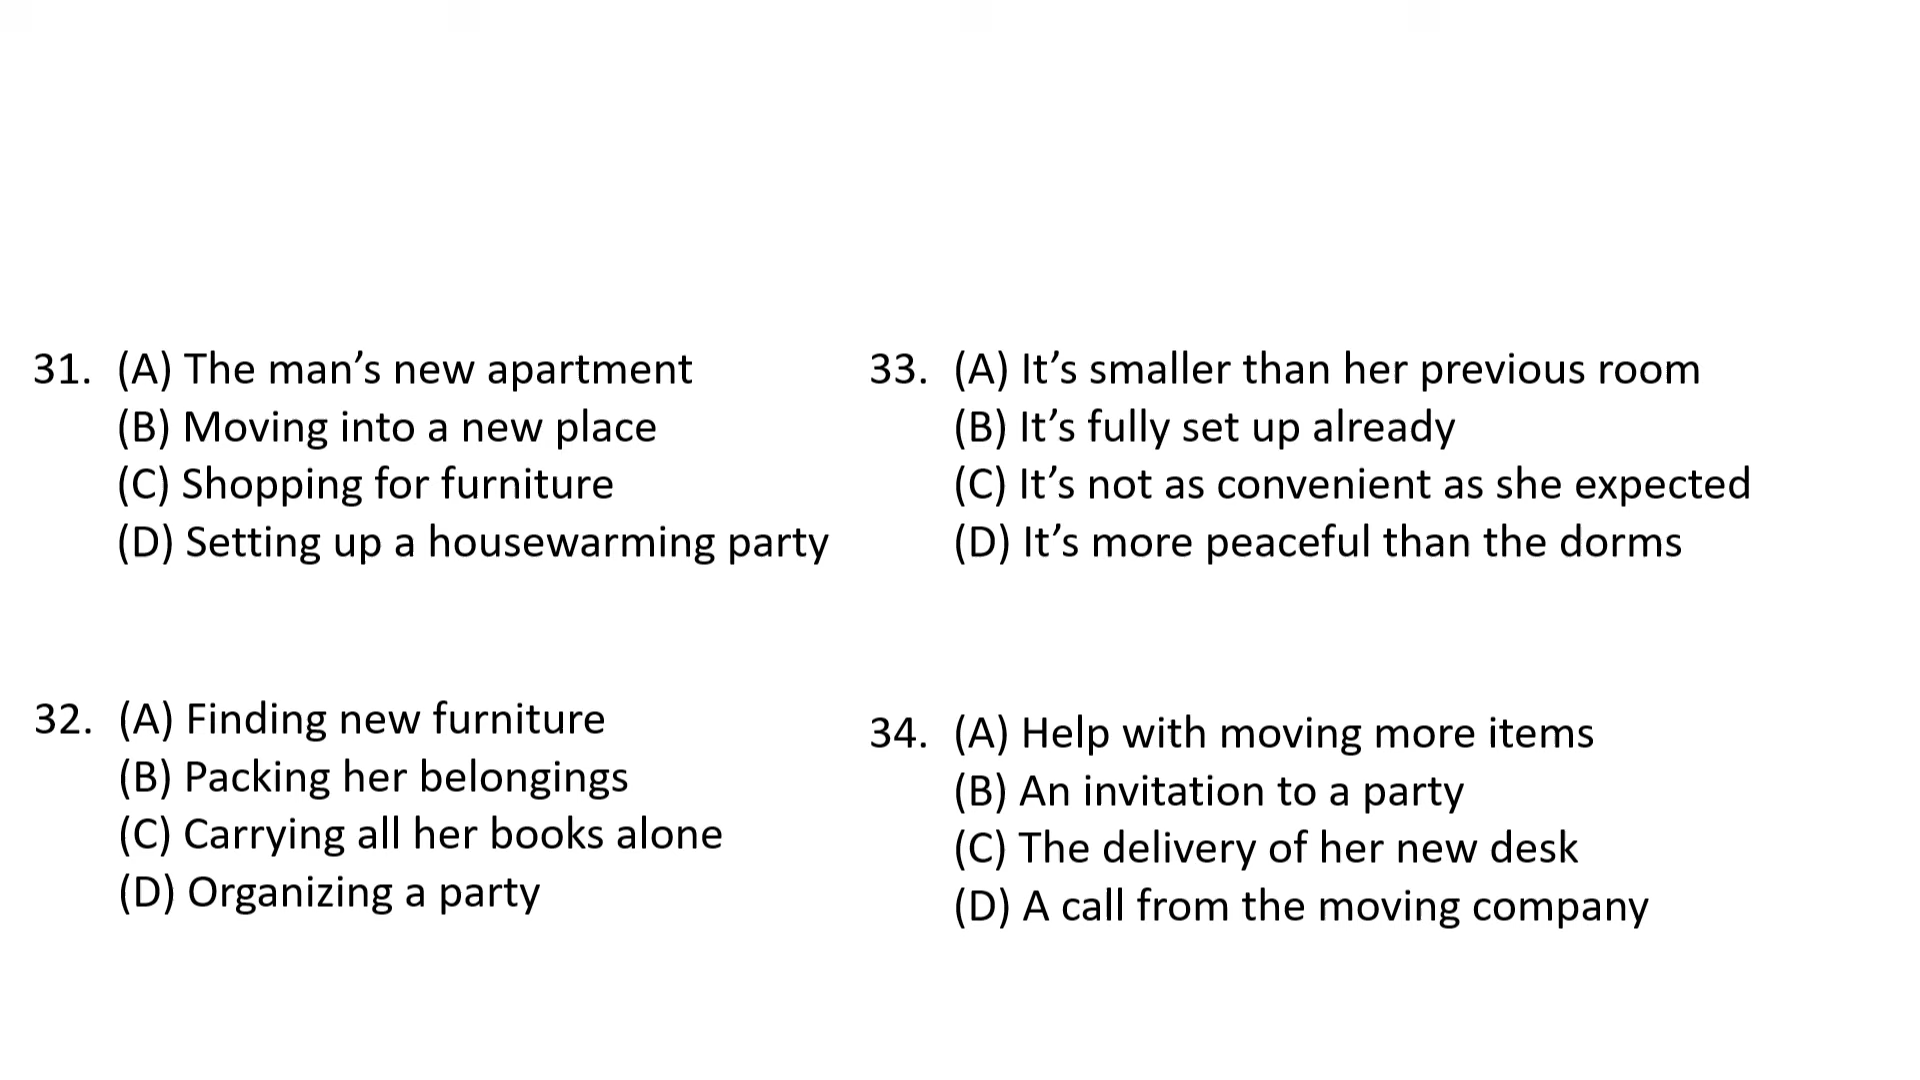 31. (A) The man’s new apartment
(B) Moving into a new place
(C) Shopping for furniture
(D) Setting up a housewarming party
32. (A) Finding new furniture
(B) Packing her belongings
(C) Carrying all her books alone
(D) Organizing a party
33. (A) It’s smaller than her previous room
(B) It’s fully set up already
(C) It’s not as convenient as she expected
(D) It’s more peaceful than the dorms
34. (A) Help with moving more items
(B) An invitation to a party
(C) The delivery of her new desk
(D) A call from the moving company